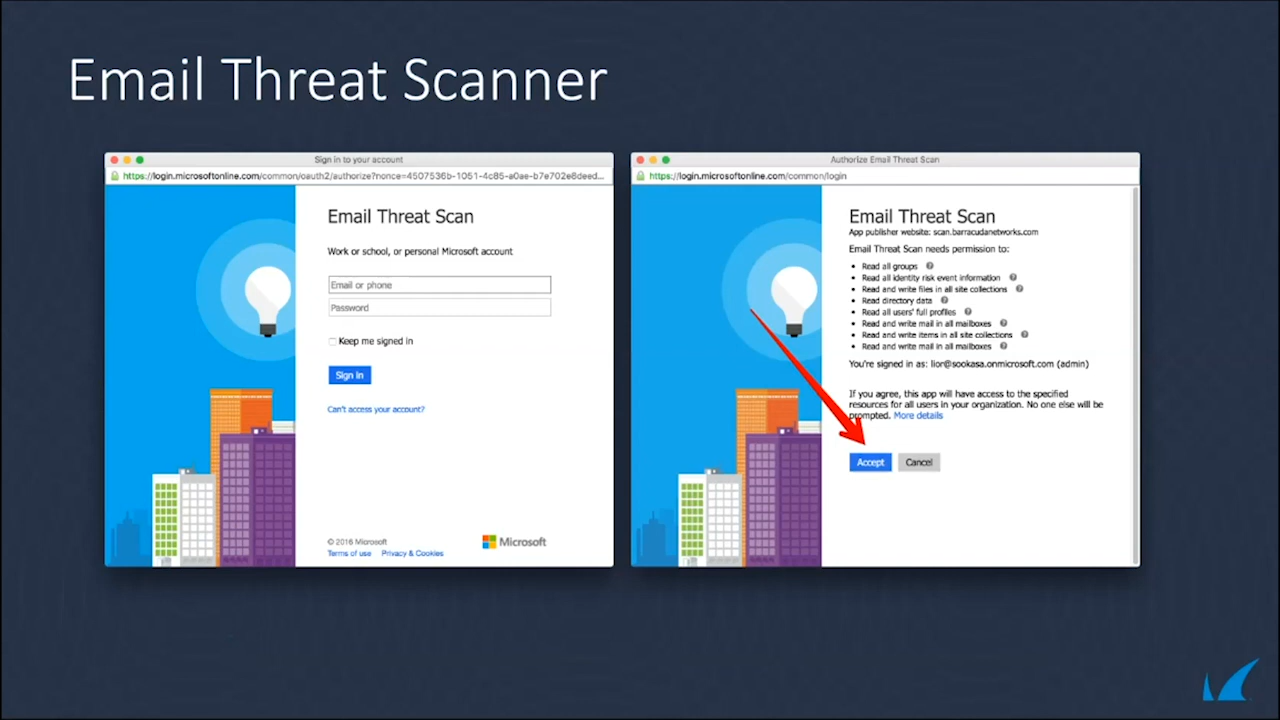 Email Threat Scanner
Sign in to your account
https://login.microsoftonline.com/common/oauth2/authorize?nonce=4507536b-1051-4c85-a0ae-b7e702e8deed...
Email Threat Scan
Work or school, or personal Microsoft account
Email or phone
Password
Keep me signed in
Sign in
Can't access your account?
© 2016 Microsoft
Terms of use Privacy & Cookies
Microsoft
Authorize Email Threat Scan
https://login.microsoftonline.com/common/login
Email Threat Scan
App publisher website: scan.barracudanetworks.com
Email Threat Scan needs permission to:
• Read all groups
• Read all identity risk event information
• Read and write files in all site collections
• Read directory data
• Read all users' full profiles
• Read and write mail in all mailboxes
• Read and write items in all site collections
• Read and write mail in all mailboxes
You're signed in as: lior@sookasa.onmicrosoft.com (admin)
If you agree, this app will have access to the specified
resources for all users in your organization. No one else will be
prompted. More details
Accept Cancel